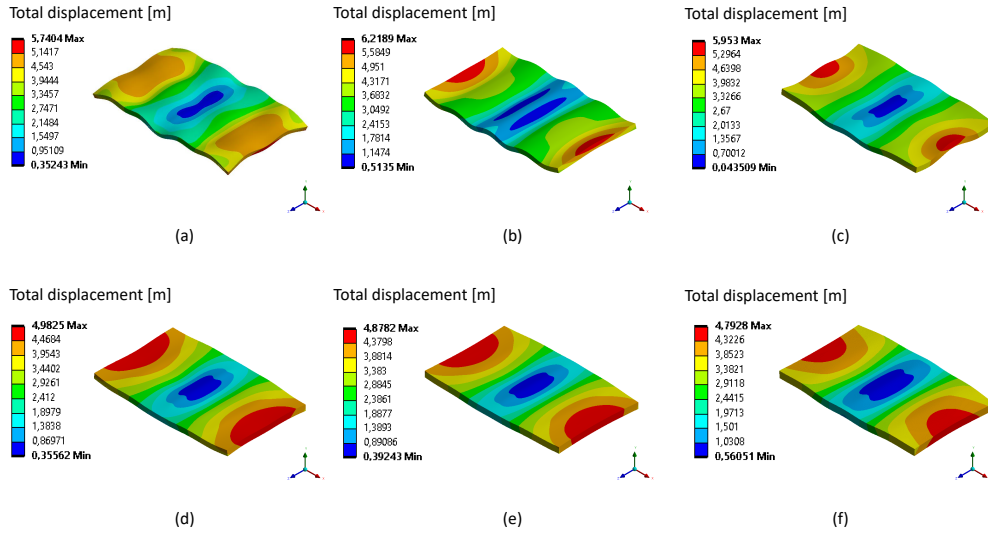 Total displacement [m]
5,7404 Max
5,1417
4,543
3,9444
3,3457
2,7471
2,1484
1,5497
0,95109
0,35243 Min
(a)
Total displacement [m]
6,2189 Max
5,5849
4,951
4,3171
3,6832
3,0492
2,4153
1,7814
1,1474
0,5135 Min
(b)
Total displacement [m]
5,953 Max
5,2964
4,6398
3,9832
3,3266
2,67
2,0133
1,3567
0,70012
0,043509 Min
(c)
Total displacement [m]
4,9825 Max
4,4684
3,9543
3,4402
2,9261
2,412
1,8979
1,3838
0,86971
0,35562 Min
(d)
Total displacement [m]
4,8782 Max
4,3798
3,8814
3,383
2,8845
2,3861
1,8877
1,3893
0,89086
0,39243 Min
(e)
Total displacement [m]
4,7928 Max
4,3226
3,8523
3,3821
2,9118
2,4415
1,9713
1,501
1,0308
0,56051 Min
(f)